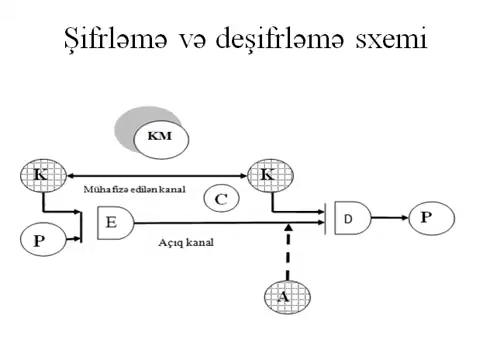 Şifrləmə və deşifrləmə sxemi
KM
K
K
Mühafizə edilən kanal
C
P
E
D
P
Açıq kanal
A